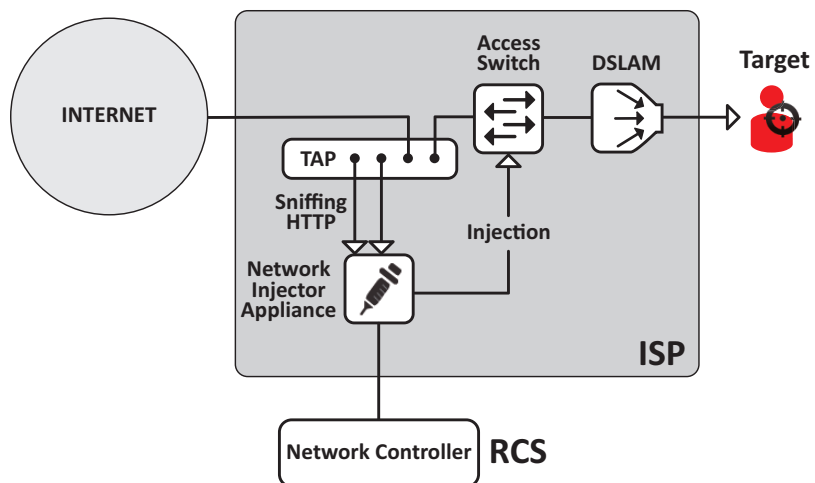 Access
Switch
DSLAM
Target
INTERNET
TAP
Sniffing
HTTP
Injection
Network
Injector
Appliance
ISP
Network Controller
RCS